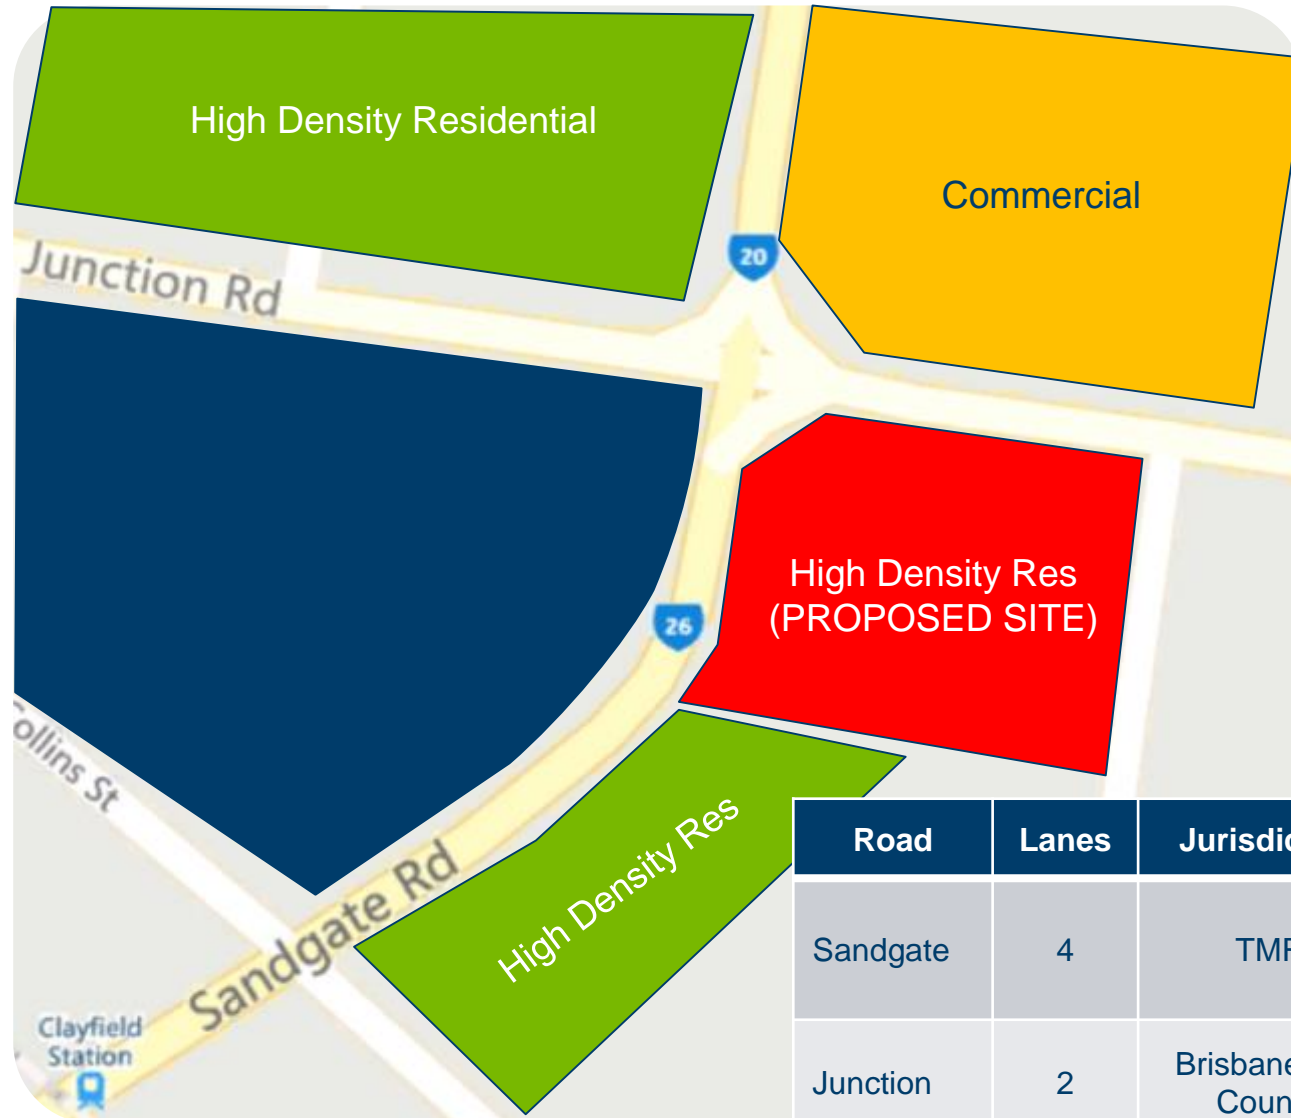 High Density Residential
Commercial
20
Junction Rd
High Density Res
(PROPOSED SITE)
26
St
High Density Res
Sandgate Rd
Clayfield
Station
Road Lanes
Sandgate 4
Junction 2 Brisbane